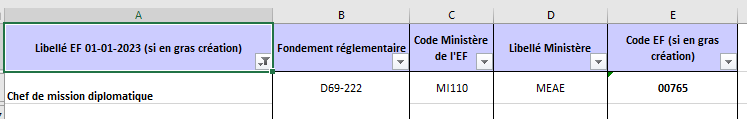 A B C D E
Libellé EF 01-01-2023 (si en gras création) Fondement réglementaire Code Ministère de l'EF Libellé Ministère Code EF (si en gras création)
Chef de mission diplomatique D69-222 MI110 MEAE 00765